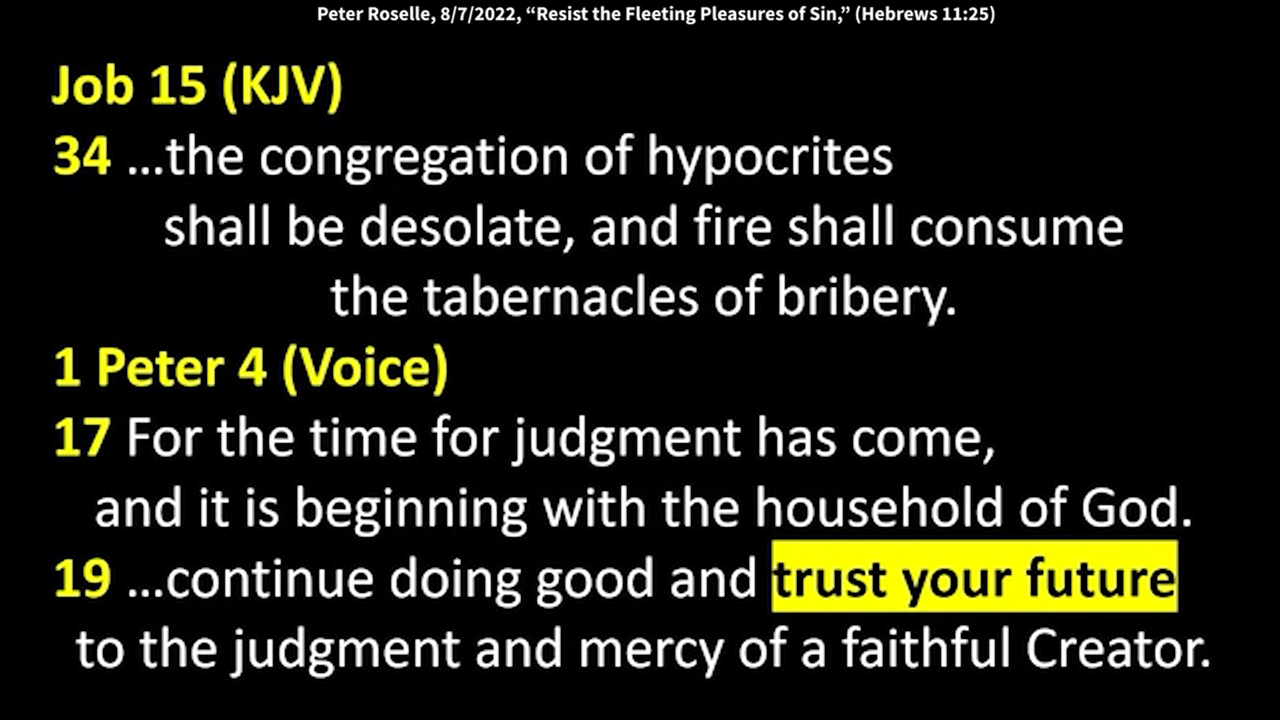 Peter Roselle, 8/7/2022, “Resist the Fleeting Pleasures of Sin,” (Hebrews 11:25)
Job 15 (KJV)
34 ...the congregation of hypocrites
shall be desolate, and fire shall consume
the tabernacles of bribery.
1 Peter 4 (Voice)
17 For the time for judgment has come,
and it is beginning with the household of God.
19 ...continue doing good and trust your future
to the judgment and mercy of a faithful Creator.